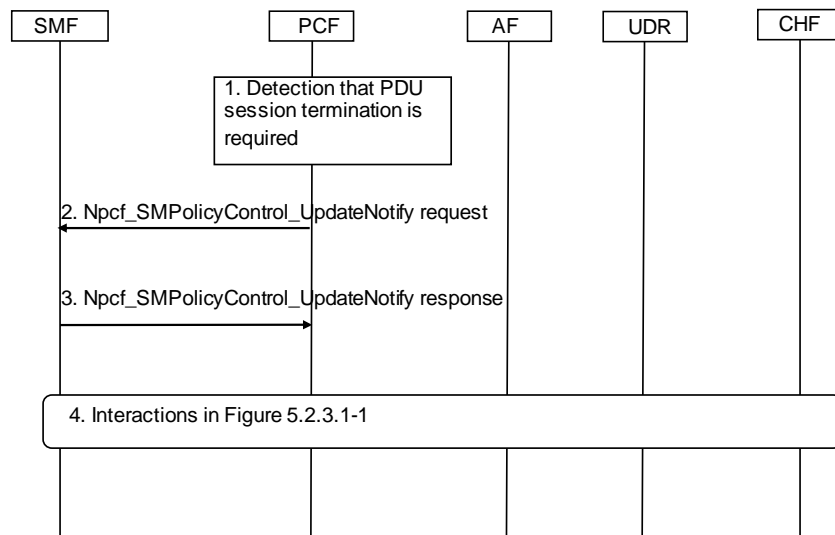 SMF
PCF
AF
UDR
CHF
1. Detection that PDU
session termination is
required
2. Npcf_SMPolicyControl_UpdateNotify request
3. Npcf_SMPolicyControl_UpdateNotify response
4. Interactions in Figure 5.2.3.1-1